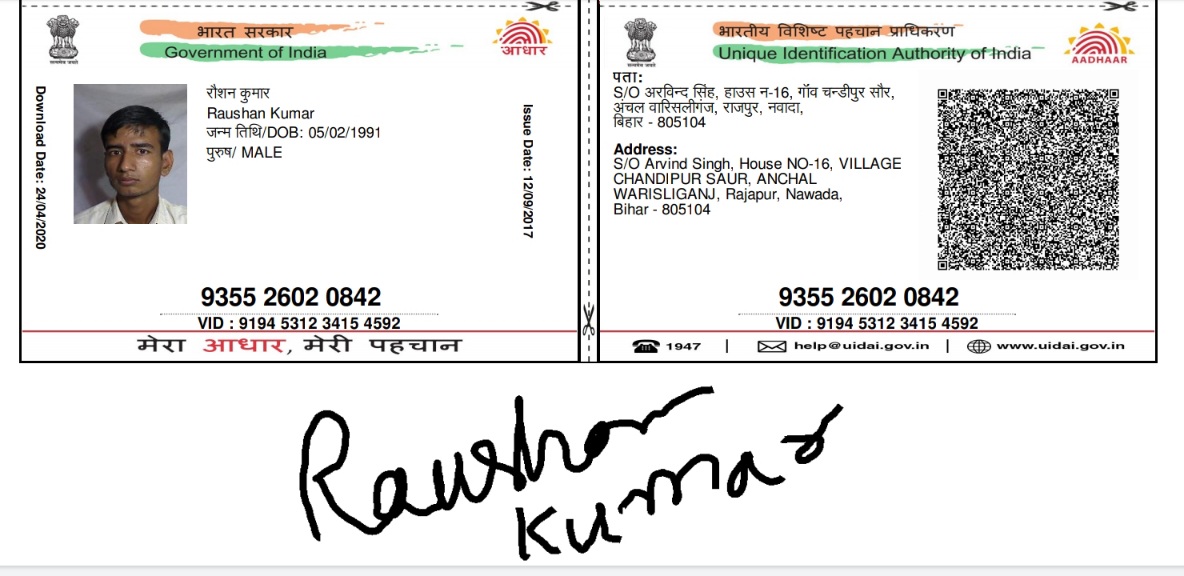 भारत सरकार
Government of India
आधार
Download Date: 24/04/2020
रौशन कुमार
Raushan Kumar
जन्म तिथि/DOB: 05/02/1991
पुरुष/ MALE
Issue Date: 12/09/2017
9355 2602 0842
VID : 9194 5312 3415 4592
मेरा आधार, मेरी पहचान
भारतीय विशिष्ट पहचान प्राधिकरण
Unique Identification Authority of India
AADHAAR
पता:
S/O अरविन्द सिंह, हाउस न-16, गॉव चन्डीपुर सौर,
अंचल वारिसलीगंज, राजपुर, नवादा,
बिहार - 805104
Address:
S/O Arvind Singh, House NO-16, VILLAGE
CHANDIPUR SAUR, ANCHAL
WARISLIGANJ, Rajapur, Nawada,
Bihar - 805104
9355 2602 0842
VID : 9194 5312 3415 4592
1947 | help@uidai.gov.in | www.uidai.gov.in
Raushan
Kumar